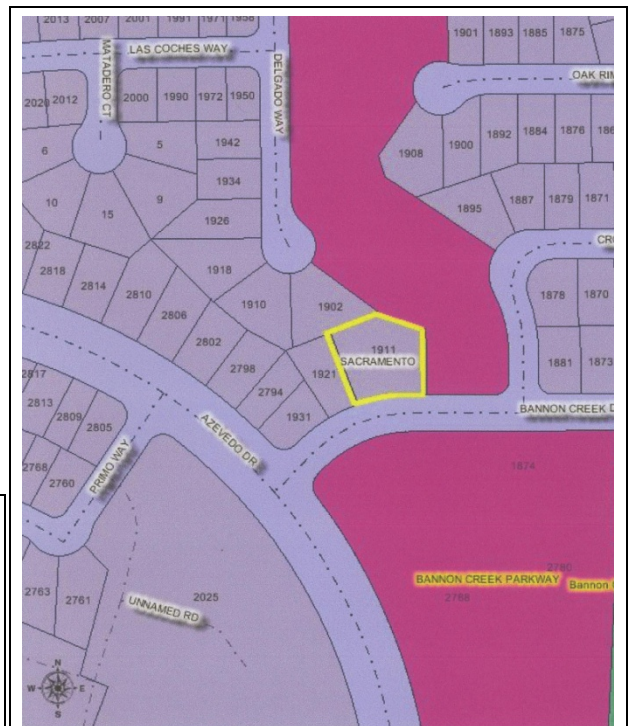 2013 2007 2001 1991 1971 1958
1901 1893 1885 1875
LAS COCHES WAY
MATADERO CT
DELGADO WAY
OAK RIM
2012 2000 1990 1972 1950
6 5 1942
1934
10 15 9
1926
1908 1900 1892 1884 1876
1895 1887 1879 1871
2822
2818 2814 2810 2806
1918
1910 1902
CRO
1878 1870
2802 2798 2794
1921 1911
SACRAMENTO
1881 1873
1931
BANNON CREEK D
2817
2813 2809 2805
AZEVEDO DR
PRIMO WAY
2768 2760
1874
2763 2761
2025
UNNAMED RD
2780
BANNON CREEK PARKWAY
Bannon
2768
N
W E
S